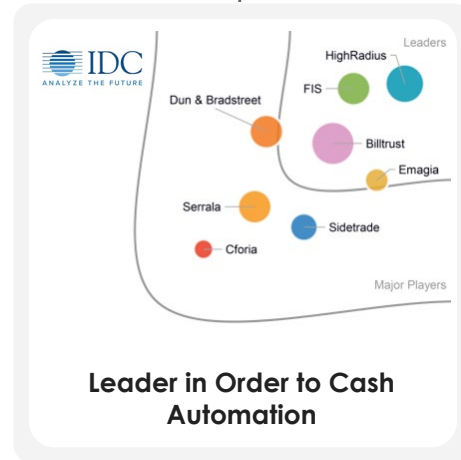 IDC
ANALYZE THE FUTURE
Leaders
HighRadius
FIS
Dun & Bradstreet
Billtrust
Emagia
Serrala
Sidetrade
Cforia
Major Players
Leader in Order to Cash
Automation